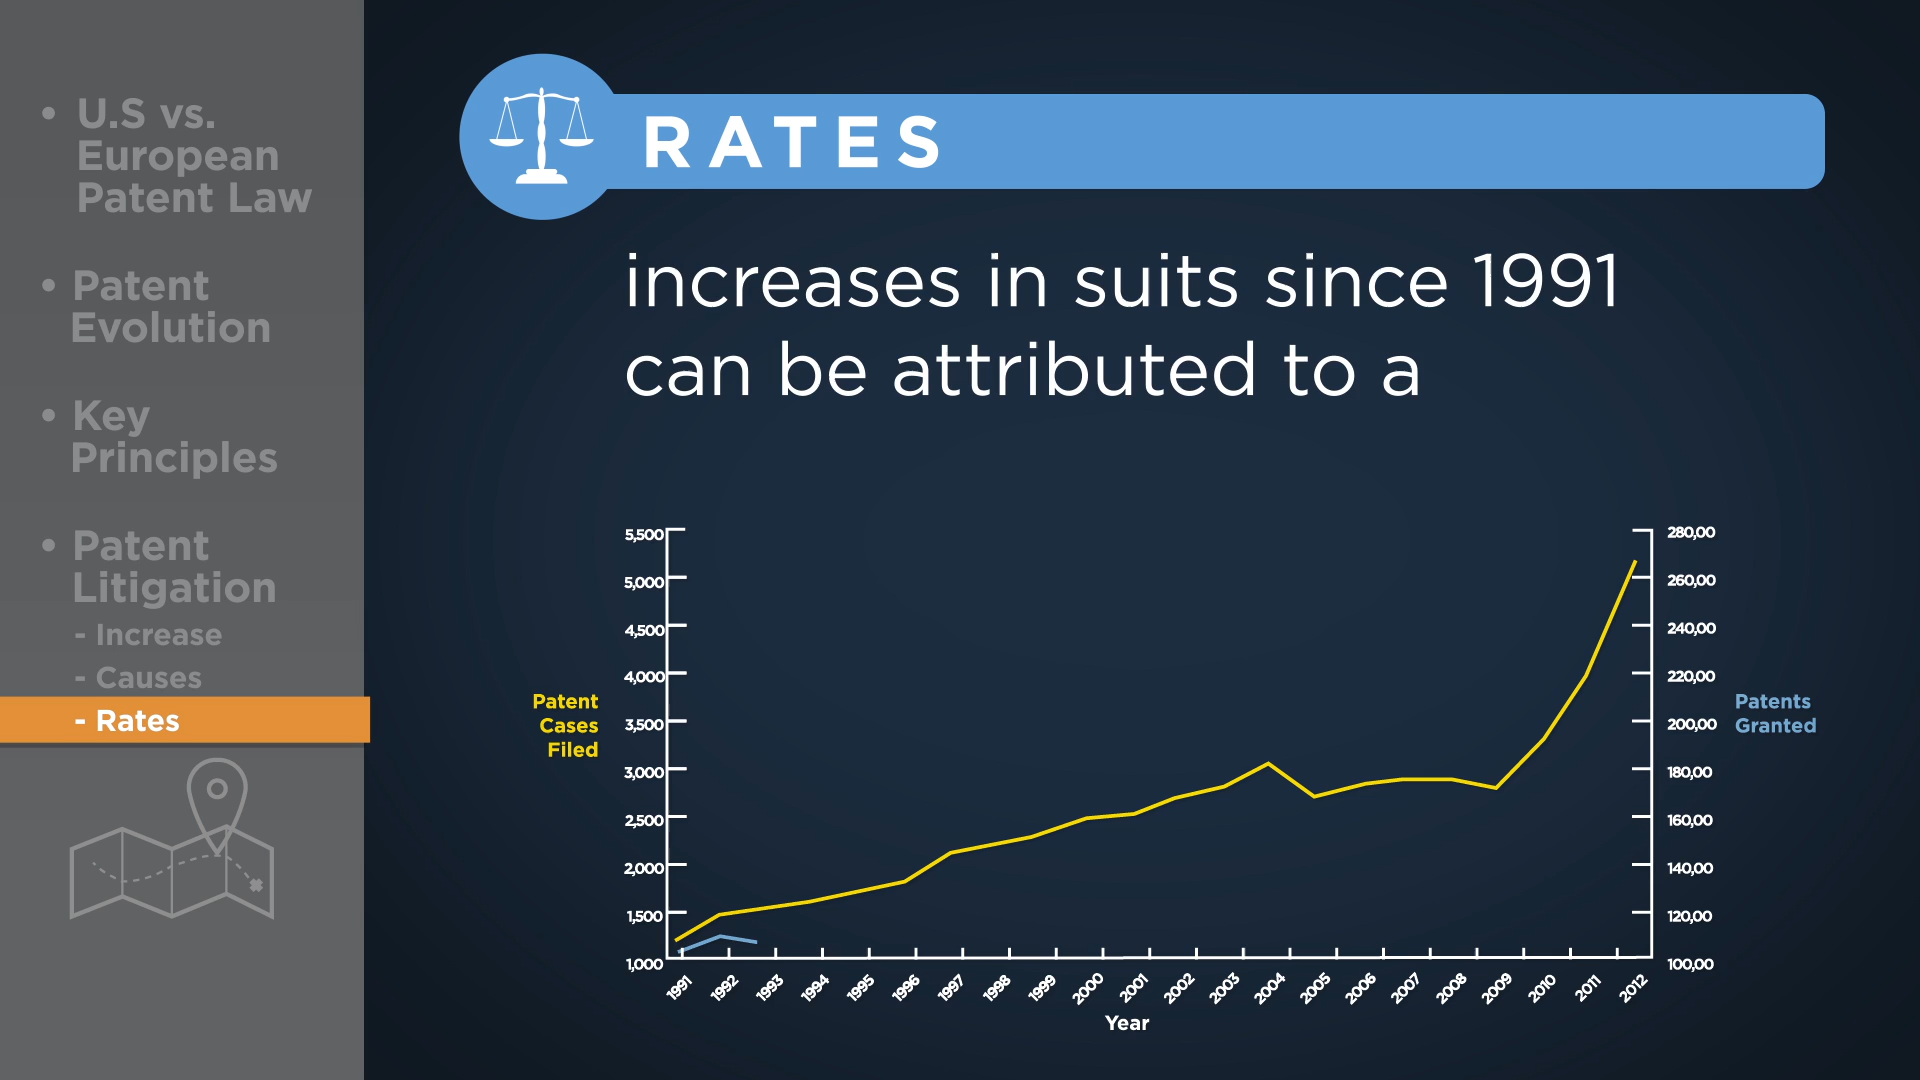 • U.S vs.
European
Patent Law
• Patent
Evolution
• Key
Principles
• Patent
Litigation
- Increase
- Causes
- Rates
RATES
increases in suits since 1991
can be attributed to a
Patent
Cases
Filed
5,500
5,000
4,500
4,000
3,500
3,000
2,500
2,000
1,500
1,000
280,00
260,00
240,00
220,00
200,00
180,00
160,00
140,00
120,00
100,00
Patents
Granted
1991
1992
1993
1994
1995
1996
1997
1998
1999
2000
2001
2002
2003
2004
2005
2006
2007
2008
2009
2010
2011
2012
Year